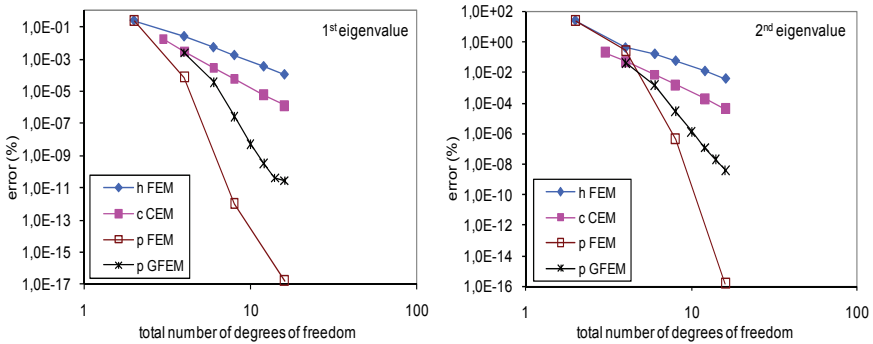 1st eigenvalue
error (%)
1,0E-01
1,0E-03
1,0E-05
1,0E-07
1,0E-09
1,0E-11
1,0E-13
1,0E-15
1,0E-17
h FEM
c CEM
p FEM
p GFEM
1 10 100
total number of degrees of freedom
2nd eigenvalue
error (%)
1,0E+02
1,0E+00
1,0E-02
1,0E-04
1,0E-06
1,0E-08
1,0E-10
1,0E-12
1,0E-14
1,0E-16
h FEM
c CEM
p FEM
p GFEM
1 10 100
total number of degrees of freedom